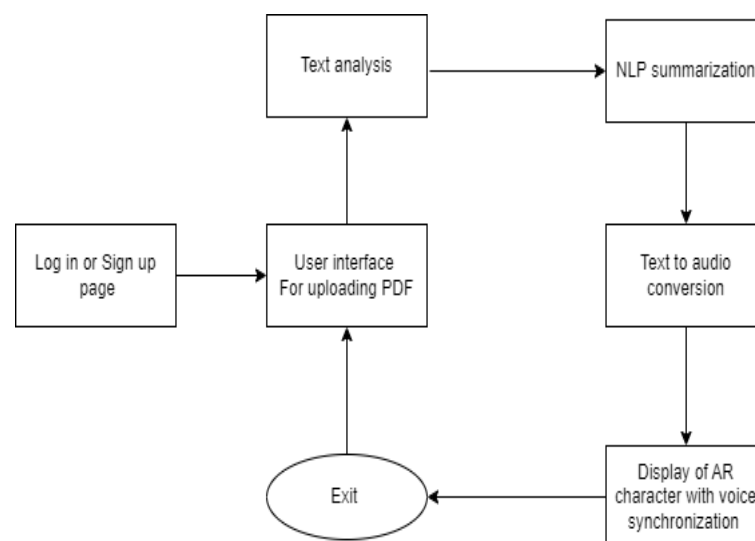 Text analysis
NLP summarization
Log in or Sign up
page
User interface
For uploading PDF
Text to audio
conversion
Exit
Display of AR
character with voice
synchronization